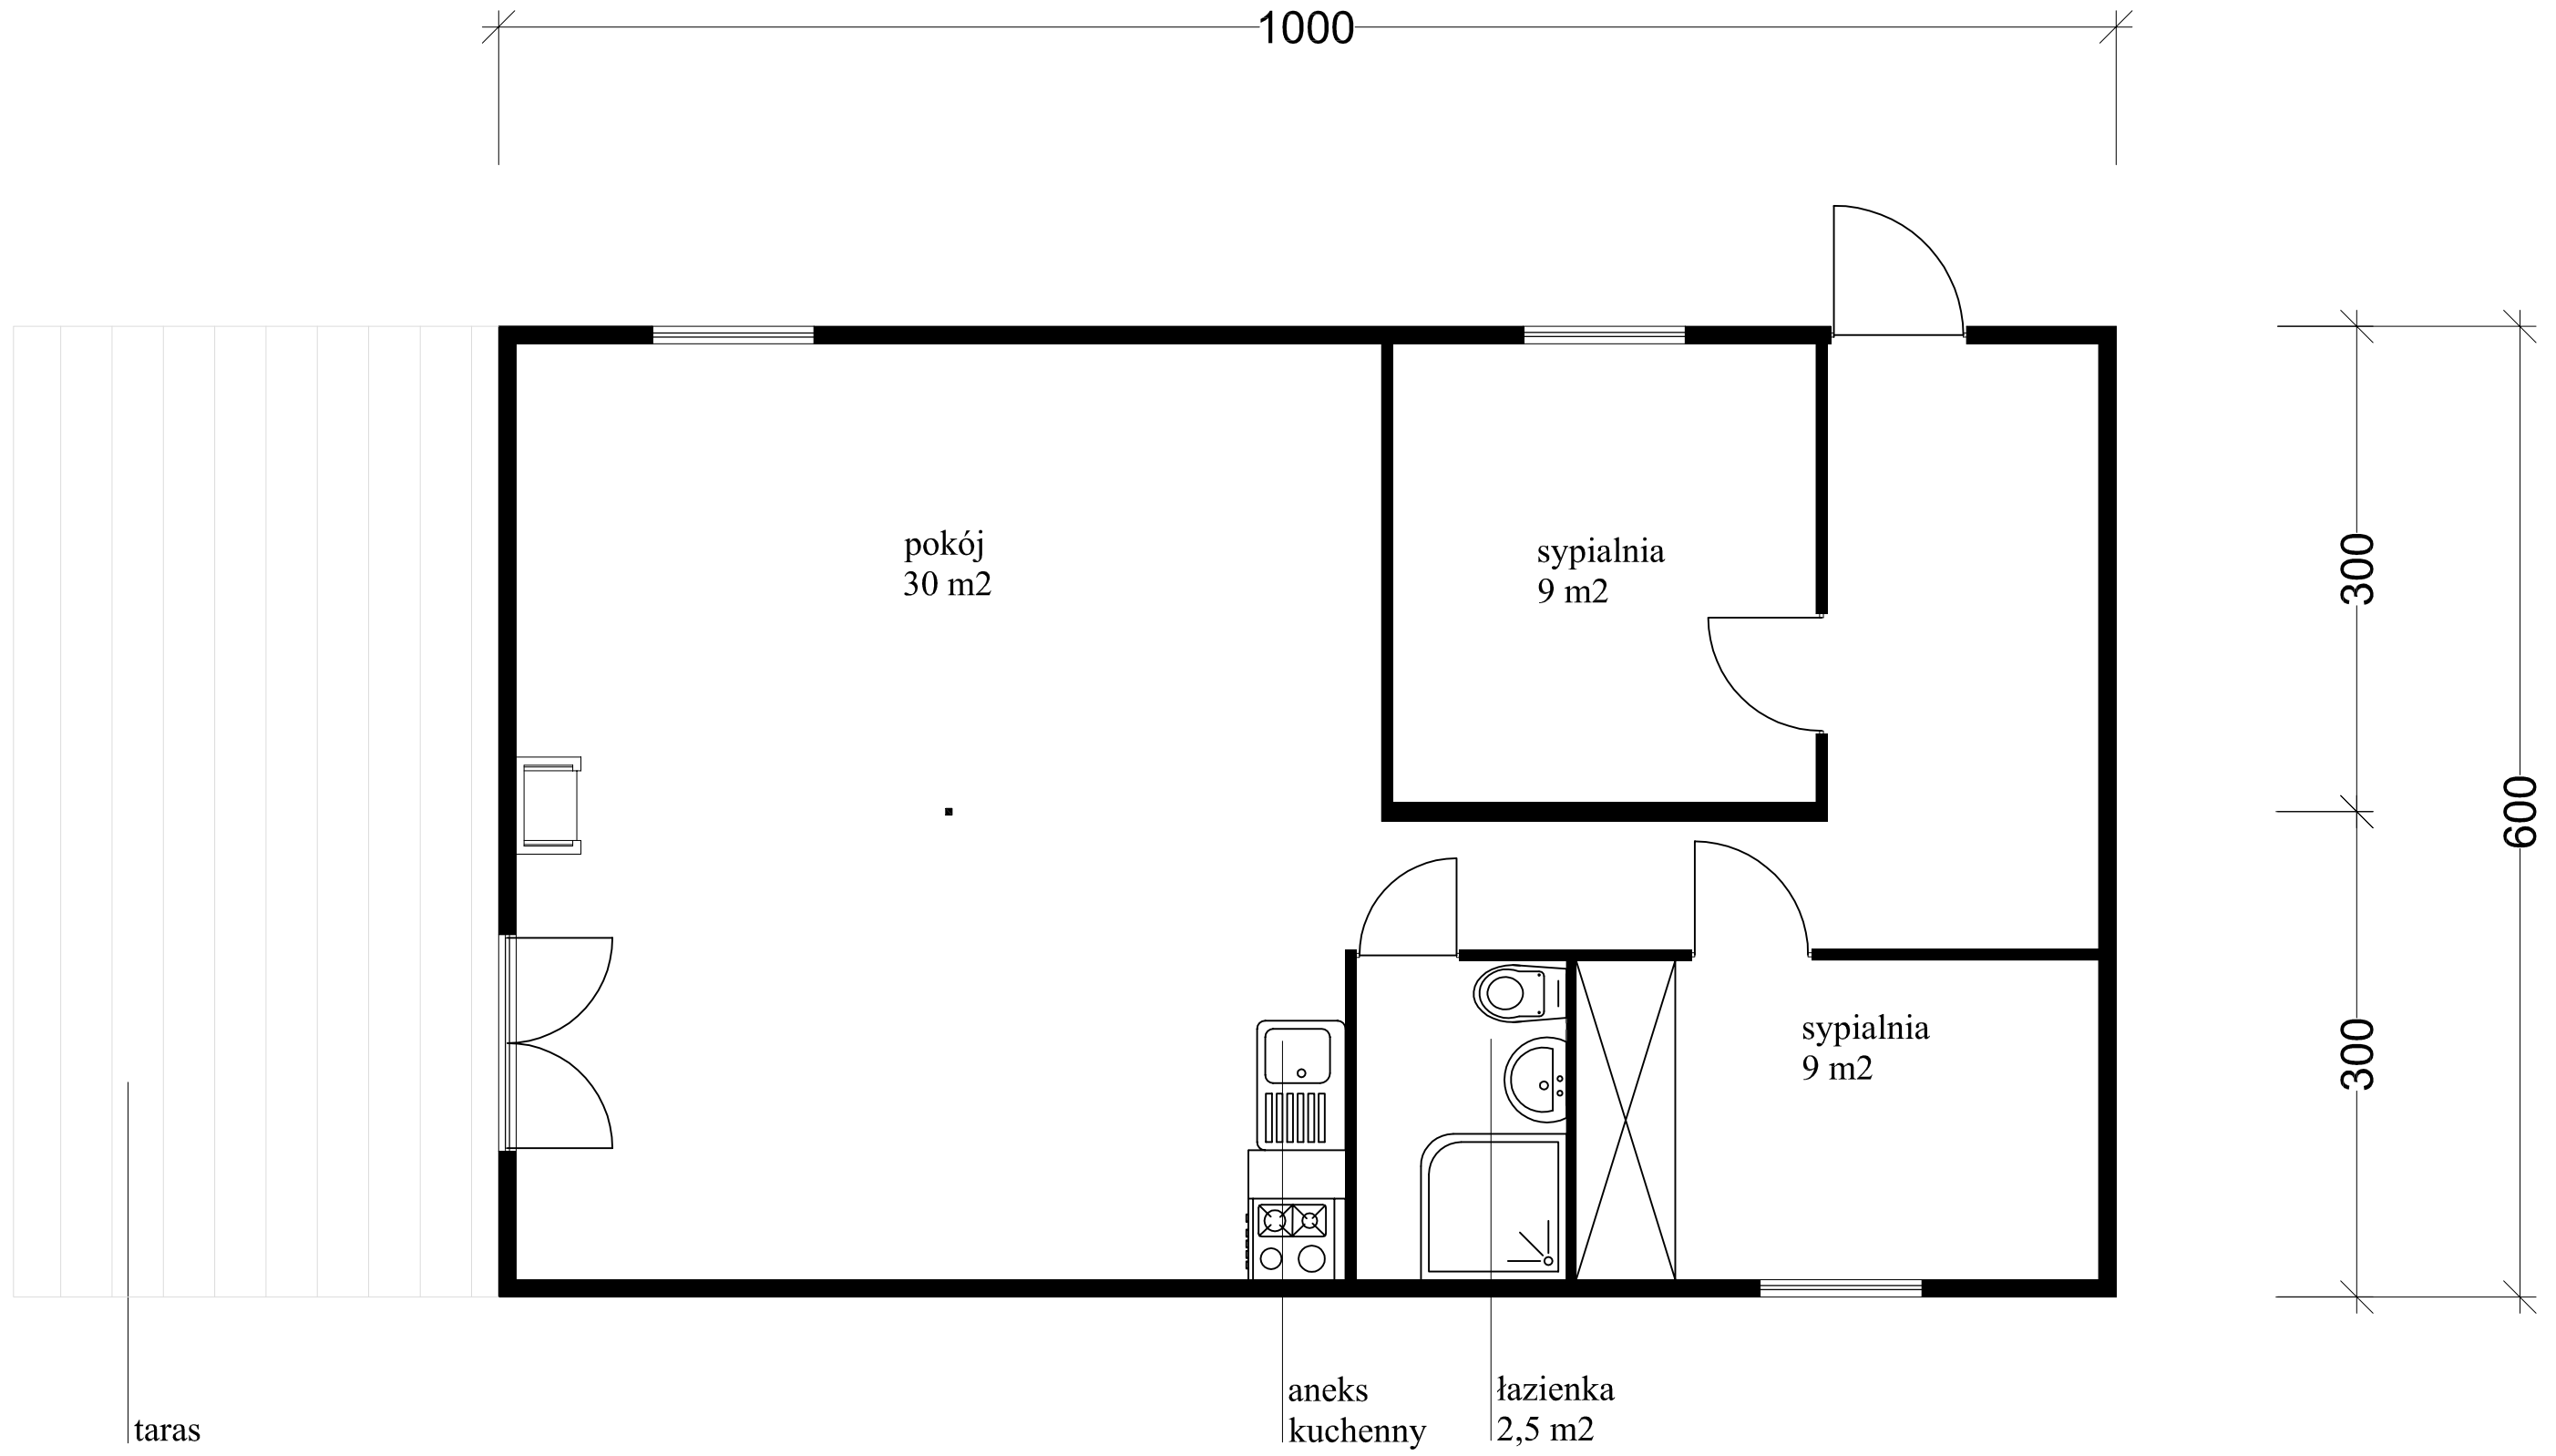 1000
pokój
30 m2
sypialnia
9 m2
300
600
sypialnia
9 m2
300
taras
aneks
kuchenny
łazienka
2,5 m2